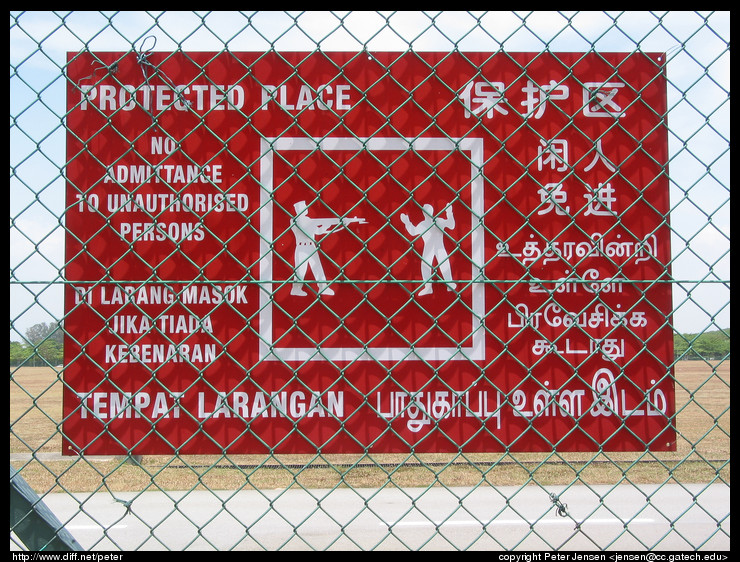 PROTECTED PLACE
保护区
NO
ADMITTANCE
TO UNAUTHORISED
PERSONS
闲人
免进
DI LARANG MASOK
JIKA TIADA
KEBENARAN
உத்தரவின்றி
உள்ளே
பிரவேசிக்க
கூடாது
TEMPAT LARANGAN
பாதுகாப்பு உள்ள இடம்
http://www.diff.net/peter
copyright Peter Jensen <jensen@cc.gatech.edu>